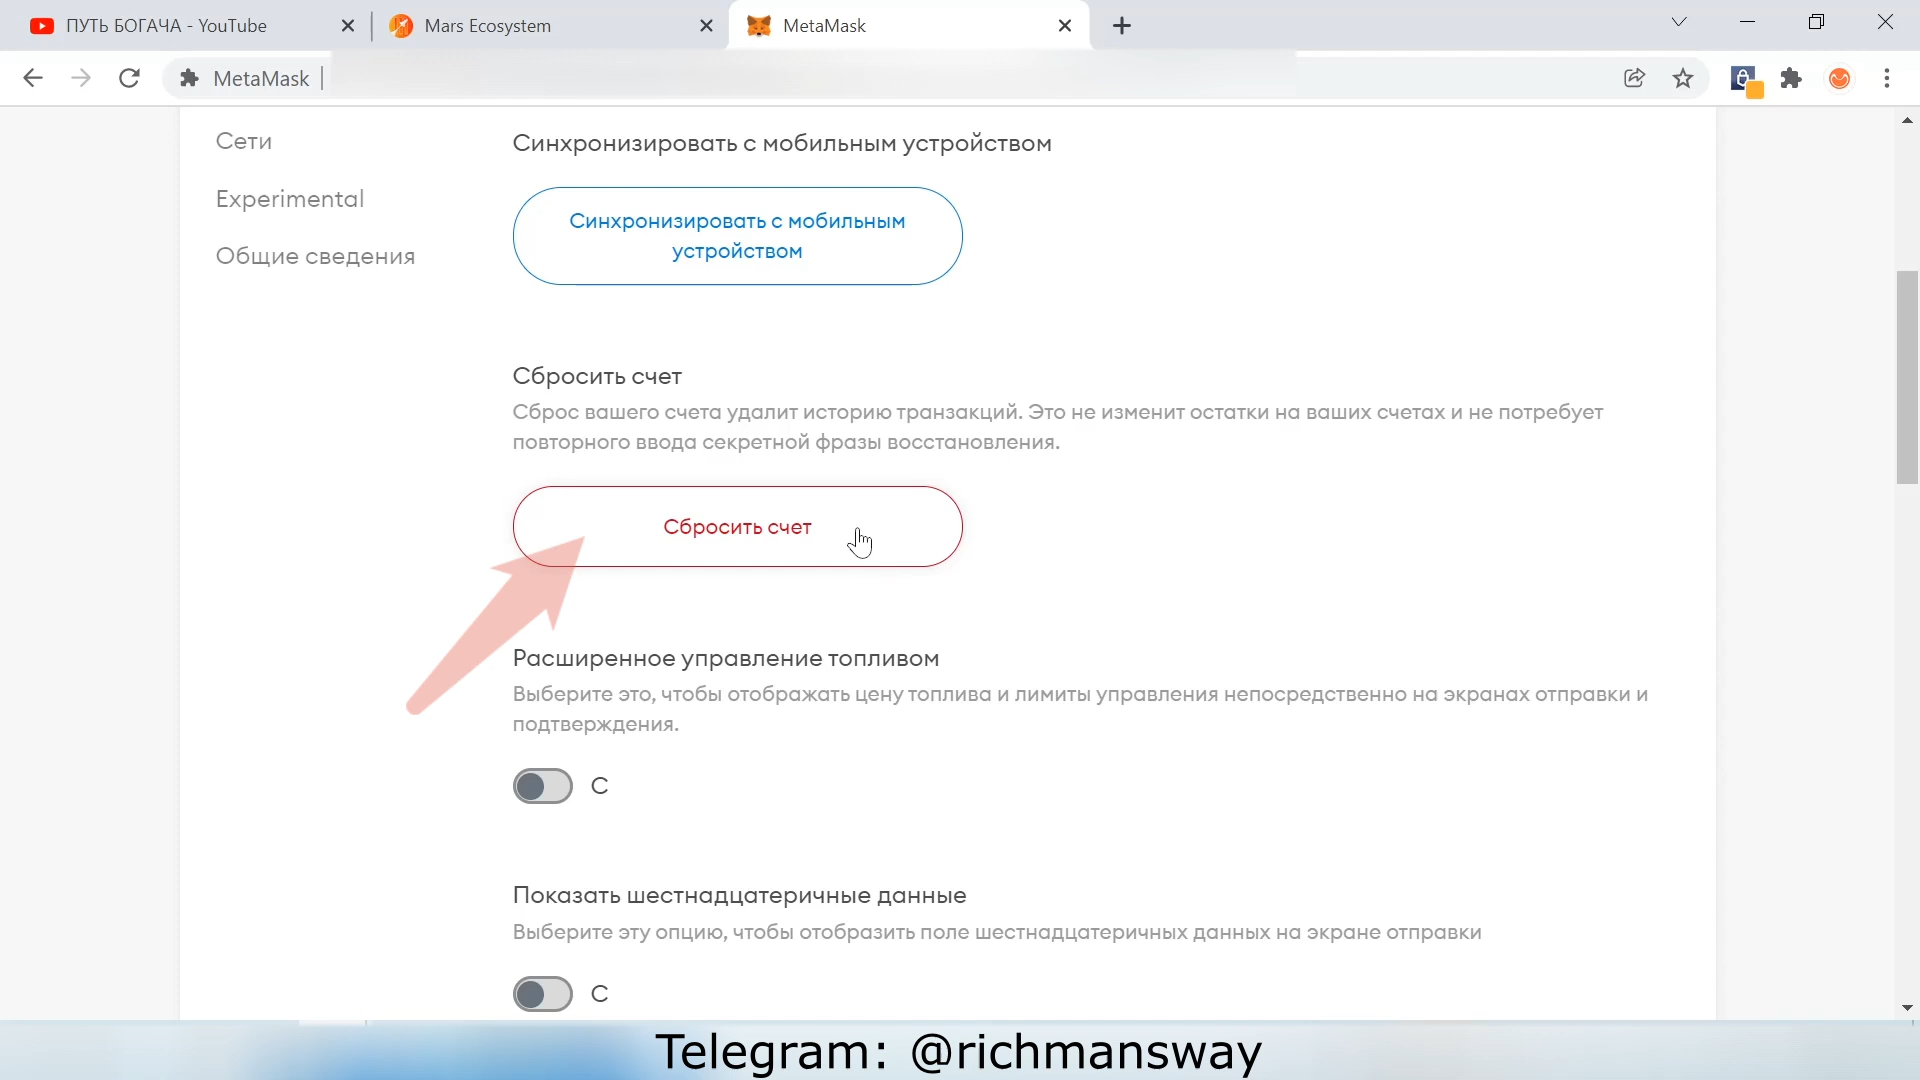 ПУТЬ БОГАЧА - YouTube
Mars Ecosystem
MetaMask
MetaMask
Сети
Experimental
Общие сведения
Синхронизировать с мобильным устройством
Синхронизировать с мобильным
устройством
Сбросить счет
Сброс вашего счета удалит историю транзакций. Это не изменит остатки на ваших счетах и не потребует
повторного ввода секретной фразы восстановления.
Сбросить счет
Расширенное управление топливом
Выберите это, чтобы отображать цену топлива и лимиты управления непосредственно на экранах отправки и
подтверждения.
С
Показать шестнадцатеричные данные
Выберите эту опцию, чтобы отобразить поле шестнадцатеричных данных на экране отправки
С
Telegram: @richmansway